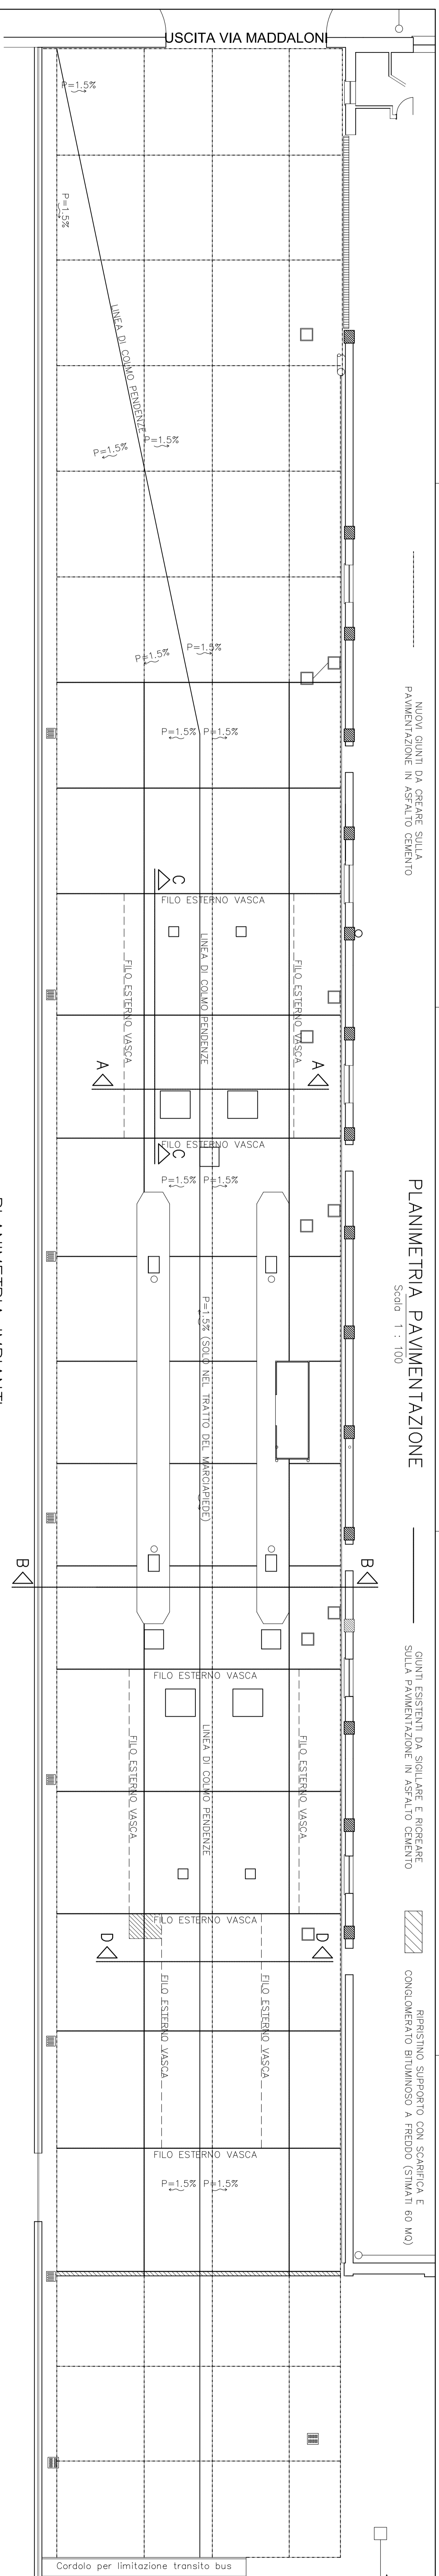 USCITA VIA MADDALONI
P=1.5%
P=1.5%
LINEA DI COLMO PENDENZE
P=1.5%
P=1.5%
NUOVI GIUNTI DA CREARE SULLA
PAVIMENTAZIONE IN ASFALTO CEMENTO
P=1.5%
P=1.5%
P=1.5% P=1.5%
C
FILO ESTERNO VASCA
FILO ESTERNO VASCA
LINEA DI COLMO PENDENZE
FILO ESTERNO VASCA
A
A
FILO ESTERNO VASCA
C
P=1.5% P=1.5%
PLANIMETRIA PAVIMENTAZIONE
Scala 1 : 100
P=1.5% (SOLO NEL TRATTO DEL MARCIAPIEDE)
B
B
GIUNTI ESISTENTI DA SIGILLARE E RICREARE
SULLA PAVIMENTAZIONE IN ASFALTO CEMENTO
FILO ESTERNO VASCA
FILO ESTERNO VASCA
LINEA DI COLMO PENDENZE
FILO ESTERNO VASCA
FILO ESTERNO VASCA
D
D
RIPRISTINO SUPPORTO CON SCARIFICA E
CONGLOMERATO BITUMINOSO A FREDDO (STIMATI 60 MQ)
FILO ESTERNO VASCA
FILO ESTERNO VASCA
FILO ESTERNO VASCA
P=1.5% P=1.5%
Cordolo per limitazione transito bus